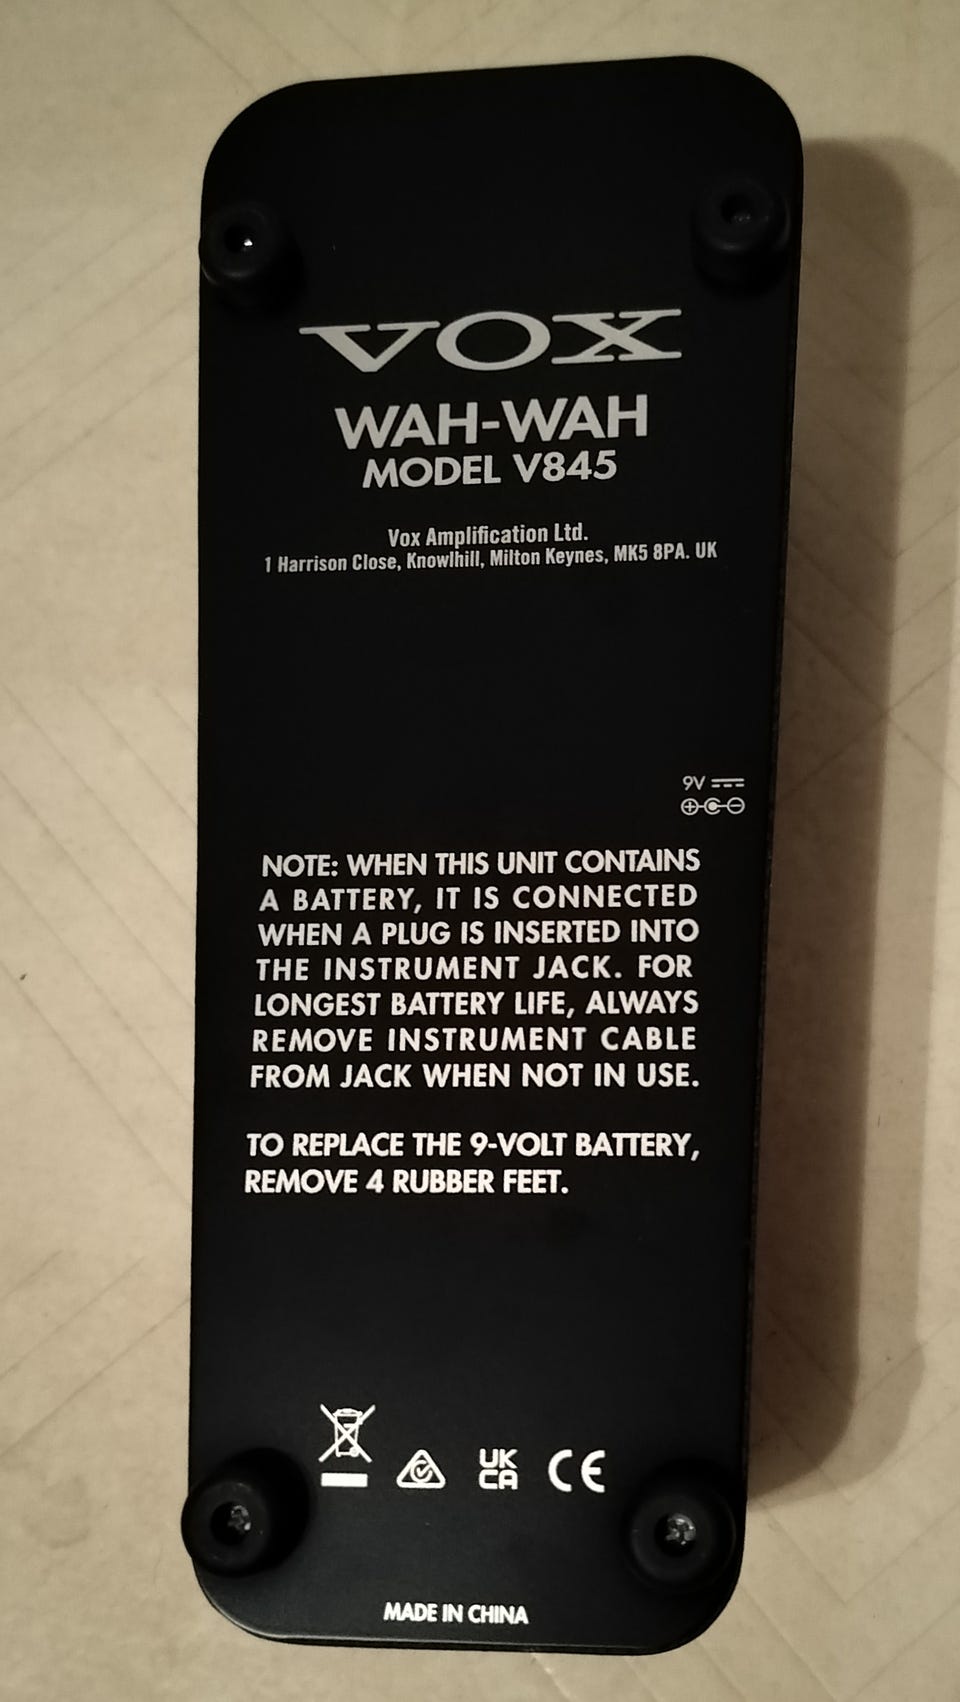 VOX
WAH-WAH
MODEL V845
Vox Amplification Ltd.
1 Harrison Close, Knowlhill, Milton Keynes, MK5 8PA. UK
9V
NOTE: WHEN THIS UNIT CONTAINS
A BATTERY, IT IS CONNECTED
WHEN A PLUG IS INSERTED INTO
THE INSTRUMENT JACK. FOR
LONGEST BATTERY LIFE, ALWAYS
REMOVE INSTRUMENT CABLE
FROM JACK WHEN NOT IN USE.
TO REPLACE THE 9-VOLT BATTERY,
REMOVE 4 RUBBER FEET.
UK
CA CE
MADE IN CHINA